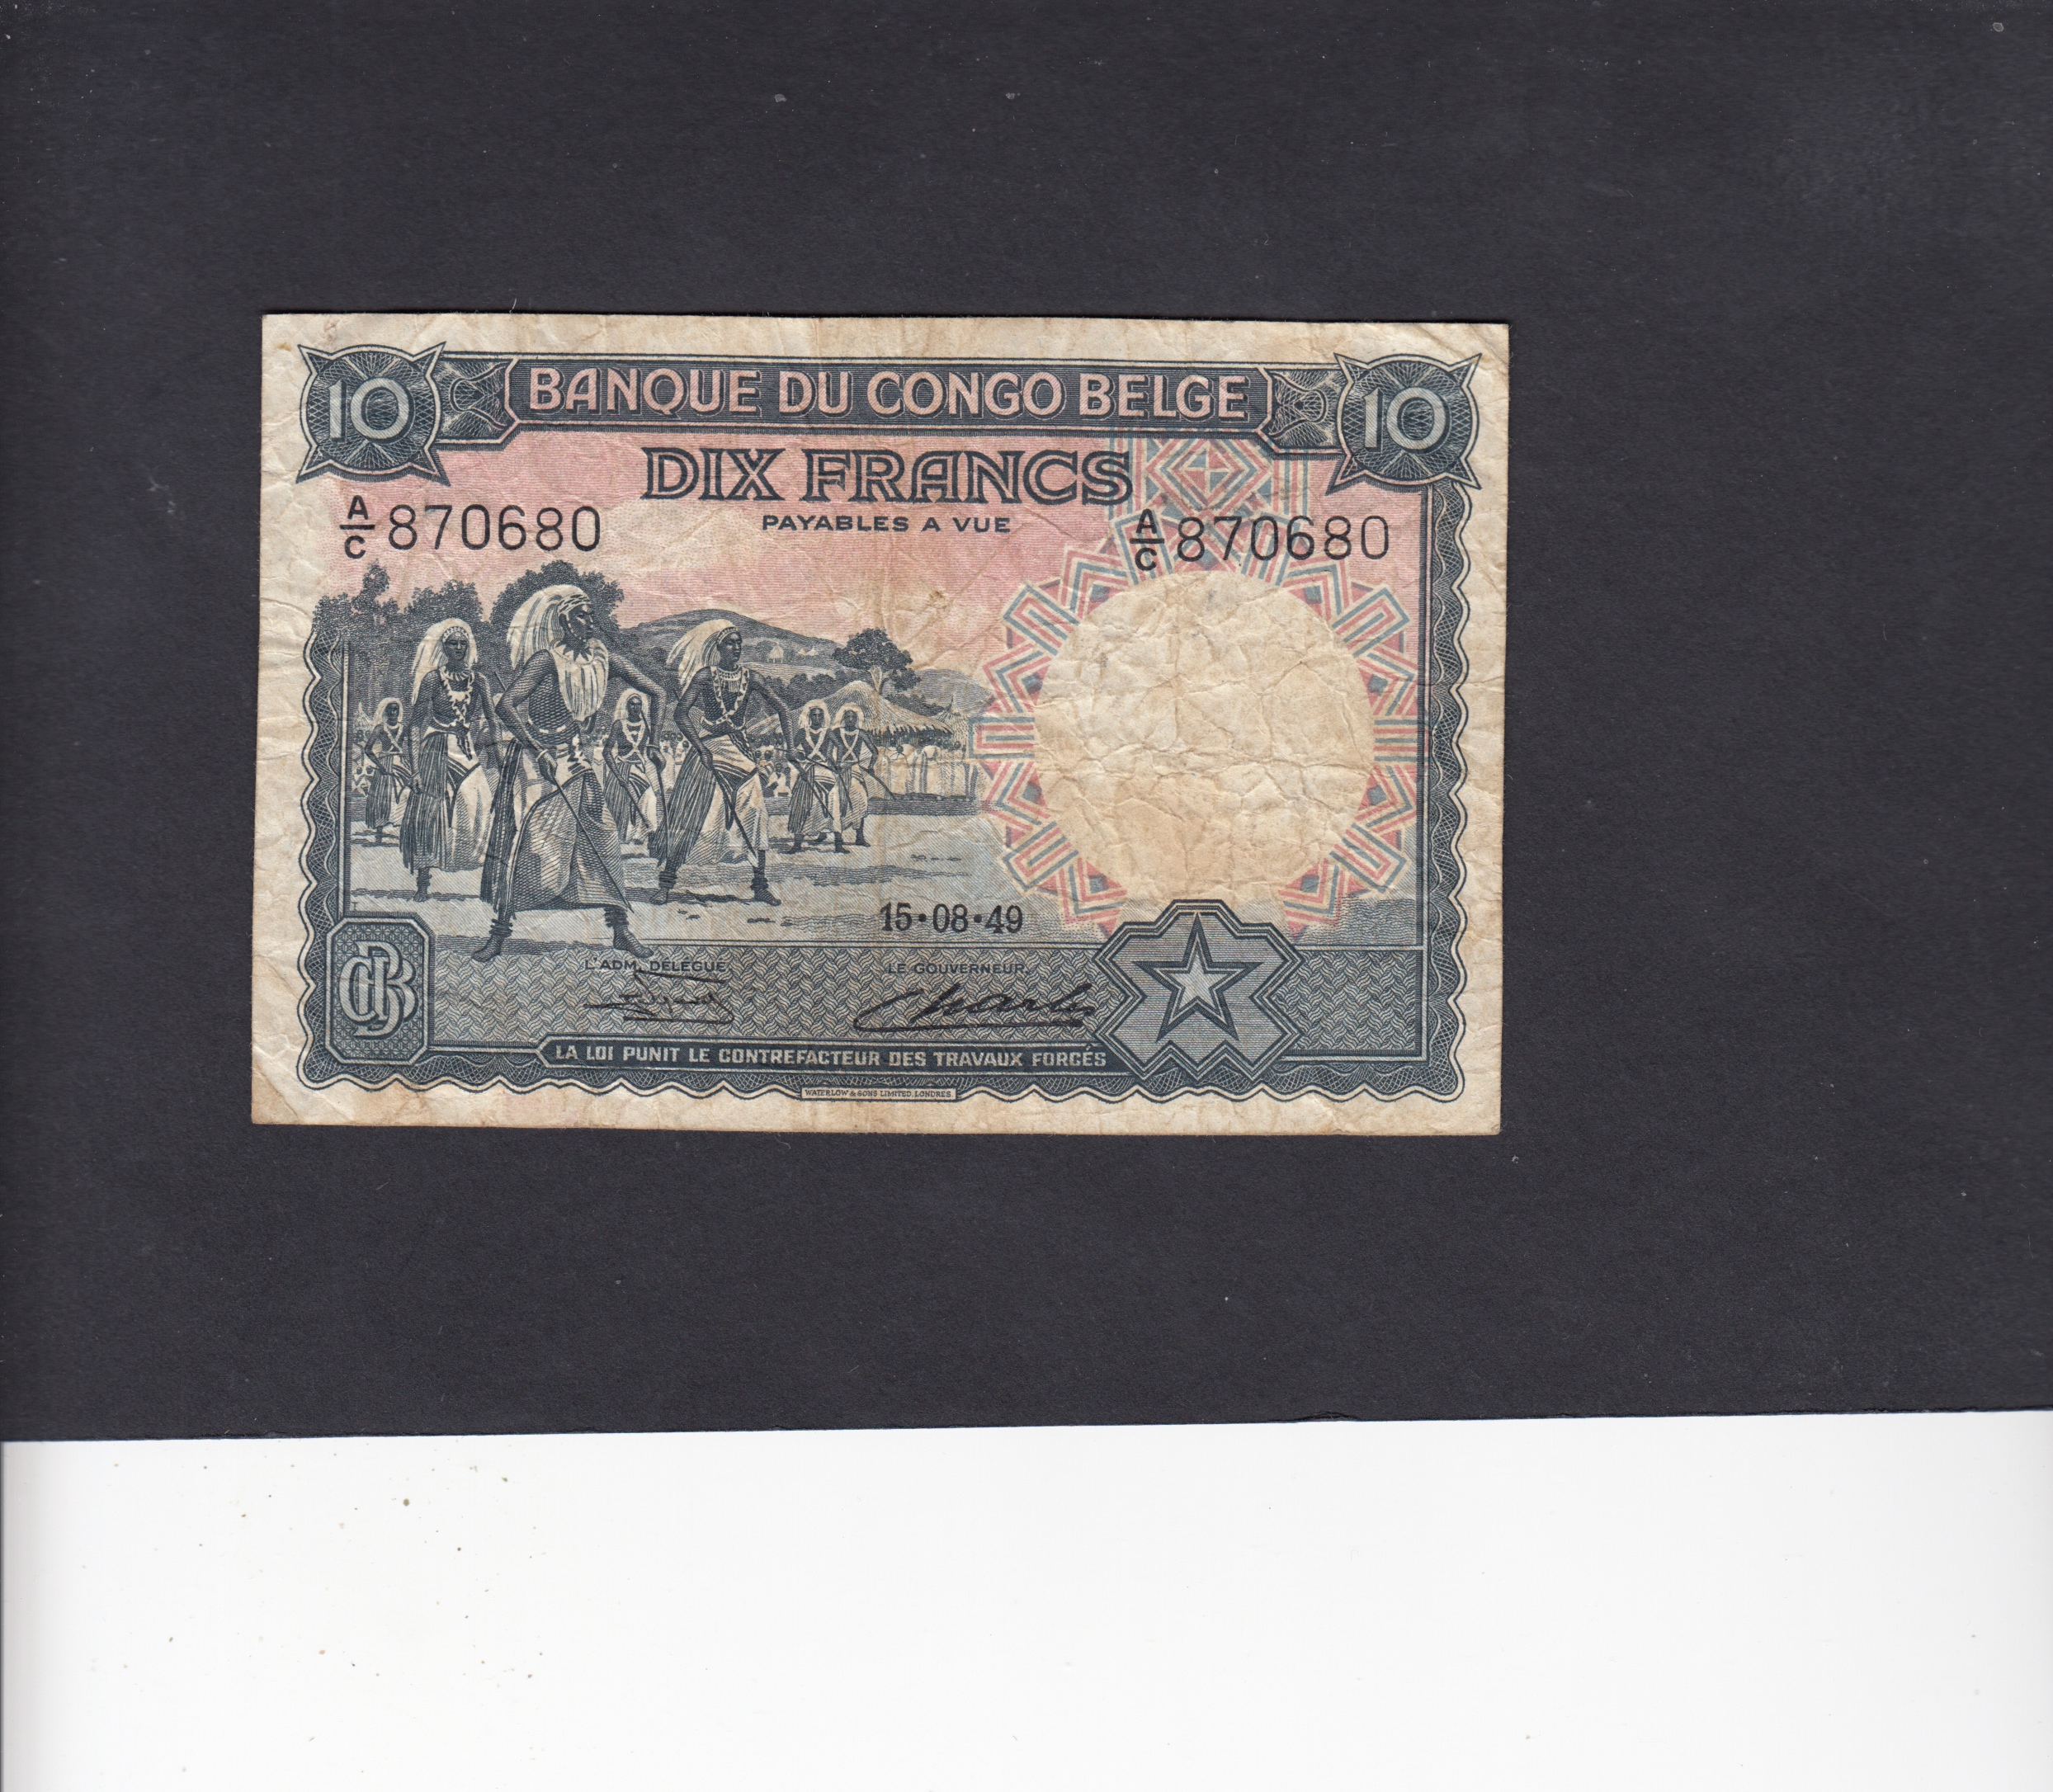 10 BANQUE DU CONGO BELGE 10
DIX FRANCS
PAYABLES A VUE
A/C 870680
A/C 870680
15•08•49
L'ADM. DÉLÉGUÉ,
LE GOUVERNEUR,
BCB
LA LOI PUNIT LE CONTREFACTEUR DES TRAVAUX FORCÉS
WATERLOW & SONS LIMITED, LONDRES.